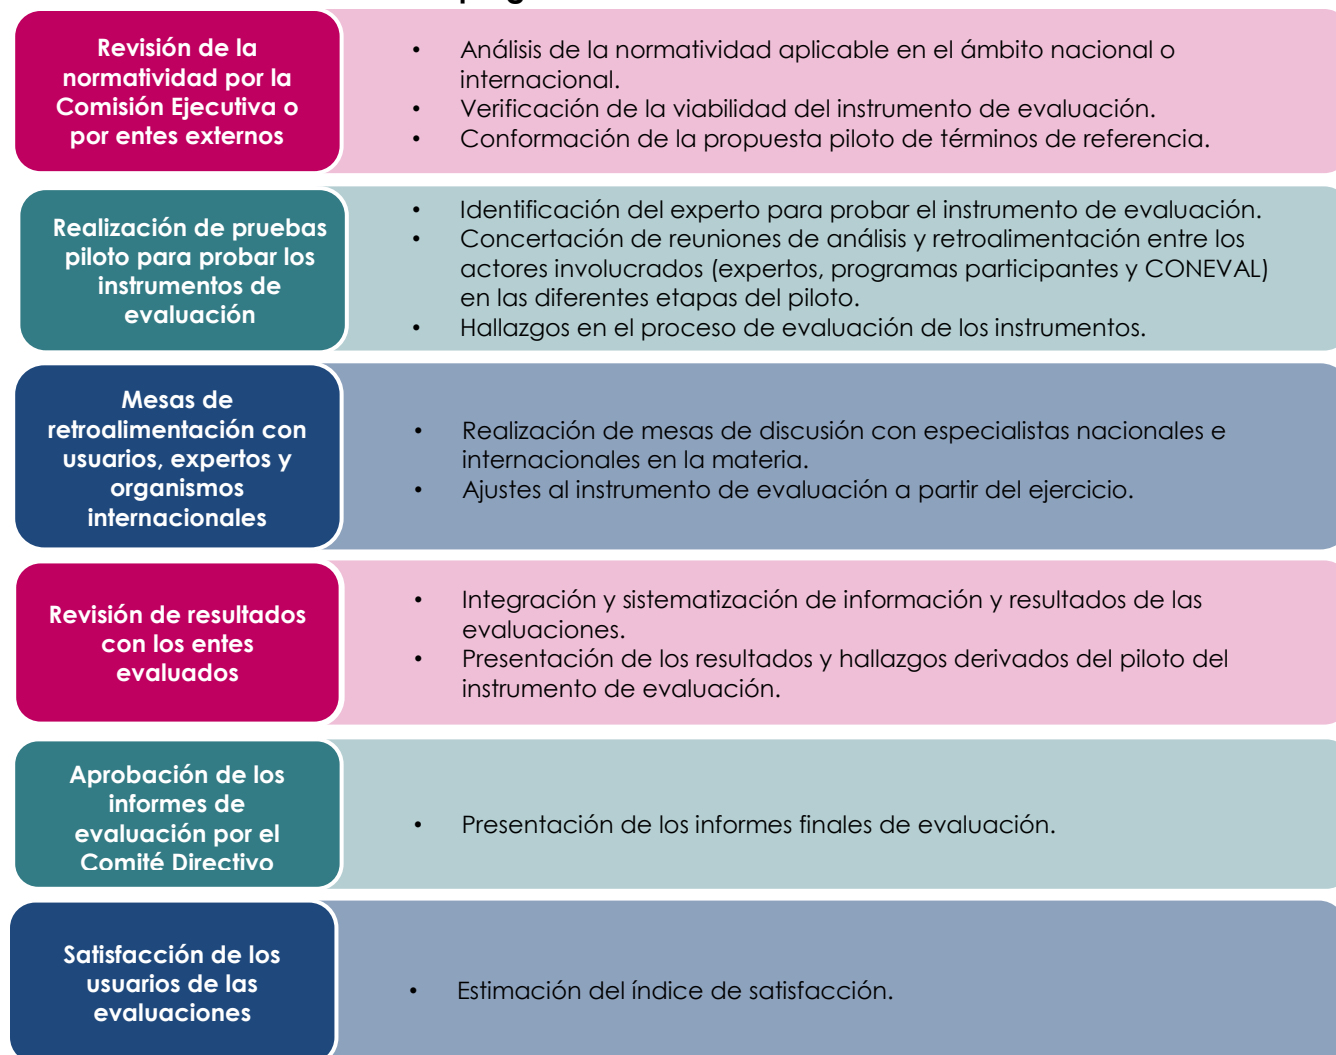 Revisión de la
normatividad por la
Comisión Ejecutiva o
por entes externos
• Análisis de la normatividad aplicable en el ámbito nacional o
internacional.
• Verificación de la viabilidad del instrumento de evaluación.
• Conformación de la propuesta piloto de términos de referencia.
Realización de pruebas
piloto para probar los
instrumentos de
evaluación
• Identificación del experto para probar el instrumento de evaluación.
• Concertación de reuniones de análisis y retroalimentación entre los
actores involucrados (expertos, programas participantes y CONEVAL)
en las diferentes etapas del piloto.
• Hallazgos en el proceso de evaluación de los instrumentos.
Mesas de
retroalimentación con
usuarios, expertos y
organismos
internacionales
• Realización de mesas de discusión con especialistas nacionales e
internacionales en la materia.
• Ajustes al instrumento de evaluación a partir del ejercicio.
Revisión de resultados
con los entes
evaluados
• Integración y sistematización de información y resultados de las
evaluaciones.
• Presentación de los resultados y hallazgos derivados del piloto del
instrumento de evaluación.
Aprobación de los
informes de
evaluación por el
Comité Directivo
• Presentación de los informes finales de evaluación.
Satisfacción de los
usuarios de las
evaluaciones
• Estimación del índice de satisfacción.